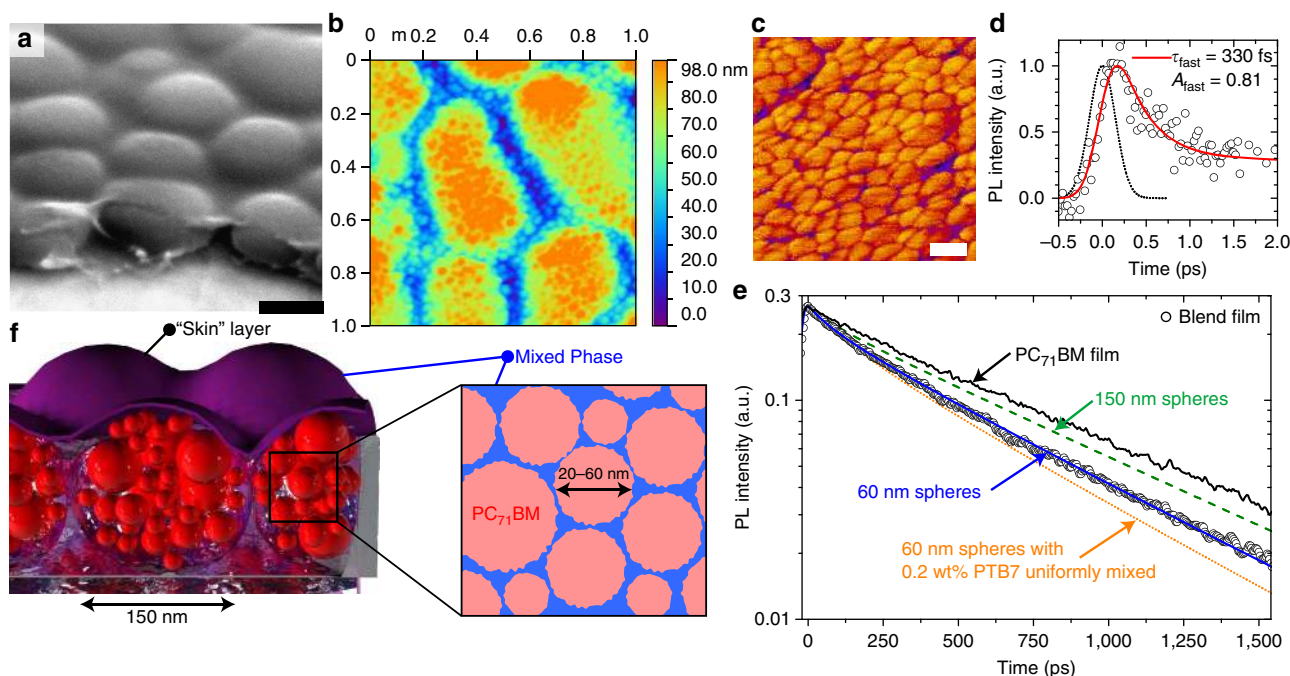 a
b
0
m
0.2
0.4
0.6
0.8
1.0
0
0.2
0.4
0.6
0.8
1.0
98.0 nm
80.0
70.0
60.0
50.0
40.0
30.0
20.0
10.0
0.0
c
d
PL intensity (a.u.)
1.0
0.5
0.0
τfast = 330 fs
Afast = 0.81
–0.5 0.0 0.5 1.0 1.5 2.0
Time (ps)
e
PL intensity (a.u.)
0.3
0.1
0.01
Blend film
PC71BM film
150 nm spheres
60 nm spheres
60 nm spheres with
0.2 wt% PTB7 uniformly mixed
0 250 500 750 1,000 1,250 1,500
Time (ps)
f
“Skin” layer
Mixed Phase
150 nm
20–60 nm
PC71BM